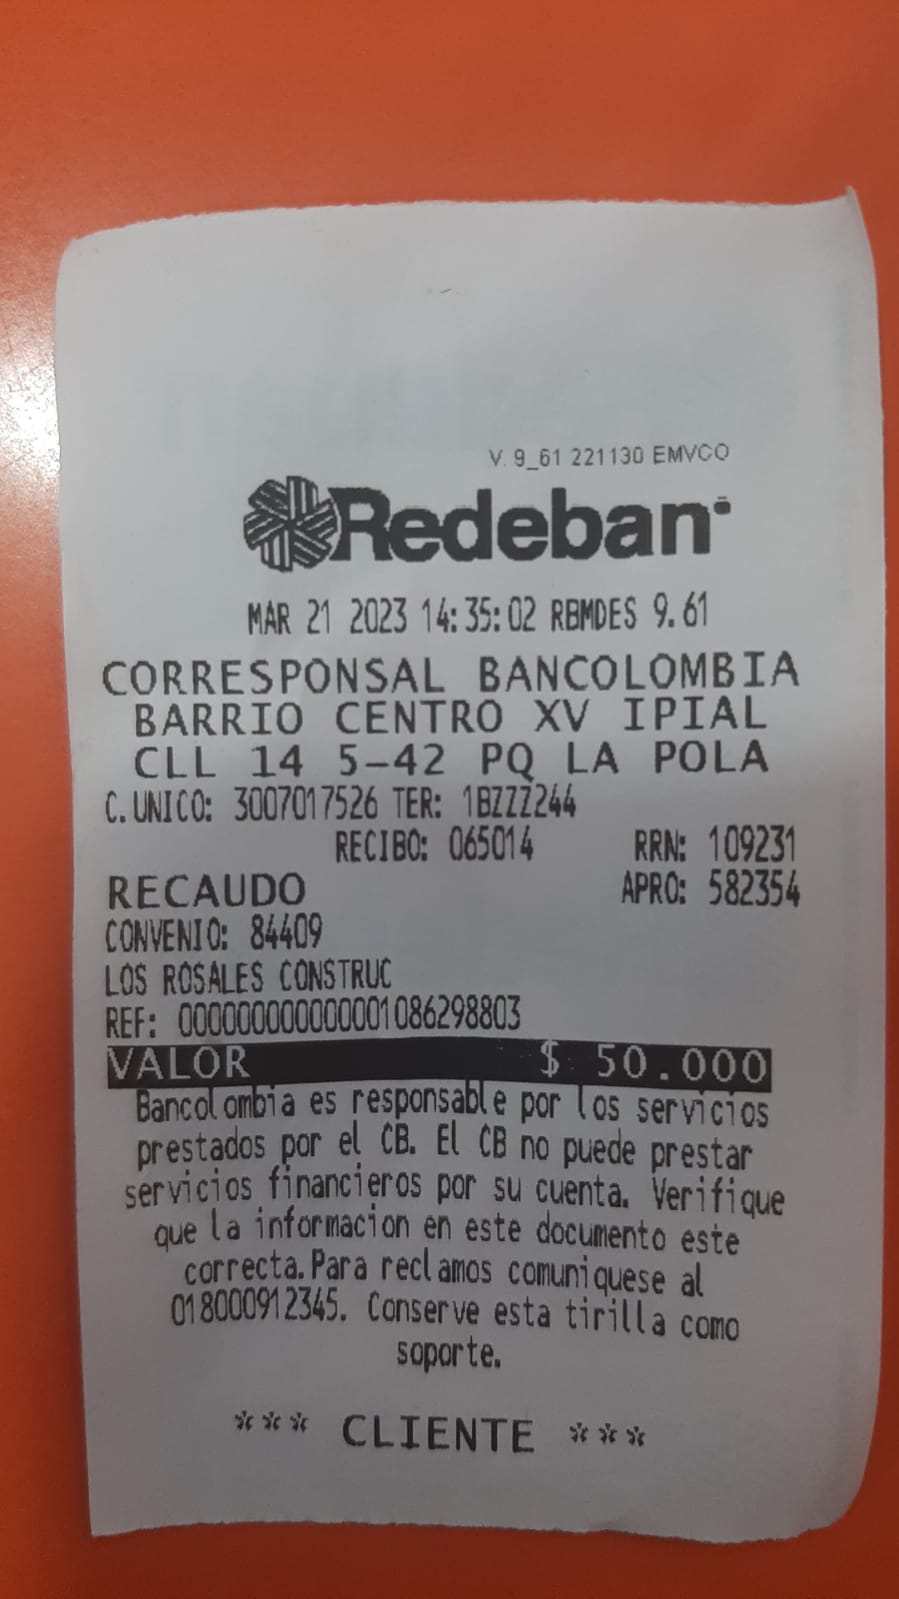 V. 9_61 221130 EMVCO
Redeban
MAR 21 2023 14:35:02 RBMDES 9.61
CORRESPONSAL BANCOLOMBIA
BARRIO CENTRO XV IPIAL
CLL 14 5-42 PQ LA POLA
C.UNICO: 3007017526 TER: 1BZZZ244
RECIBO: 065014 RRN: 109231
RECAUDO APRO: 582354
CONVENIO: 84409
LOS ROSALES CONSTRUC
REF: 000000000000001086298803
VALOR $ 50.000
Bancolombia es responsable por los servicios
prestados por el CB. El CB no puede prestar
servicios financieros por su cuenta. Verifique
que la informacion en este documento este
correcta.Para reclamos comuniquese al
018000912345. Conserve esta tirilla como
soporte.
*** CLIENTE ***